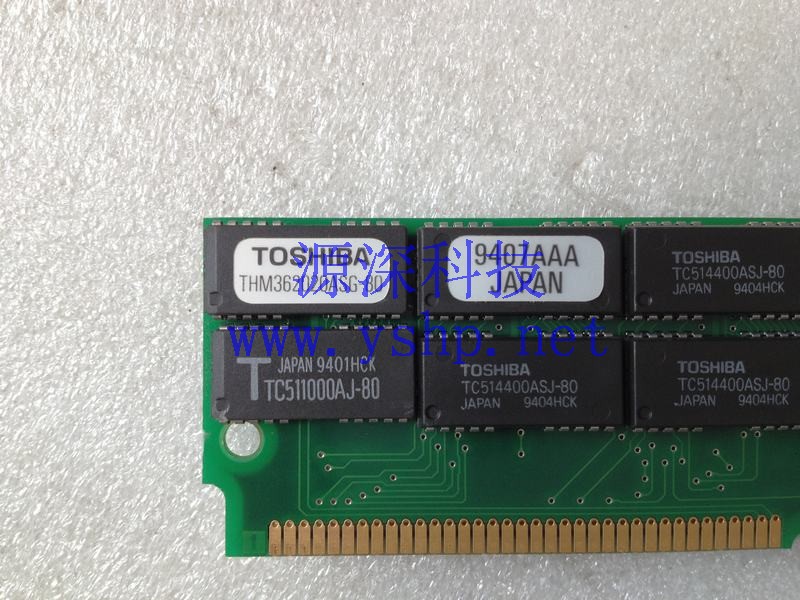 TOSHIBA
THM362020ASG-80
9407AAA
JAPAN
TOSHIBA
TC514400ASJ-80
JAPAN 9404HCK
源深科技
www.yshp.net
T
JAPAN 9401HCK
TC511000AJ-80
TOSHIBA
TC514400ASJ-80
JAPAN 9404HCK
TOSHIBA
TC514400ASJ-80
JAPAN 9404HCK